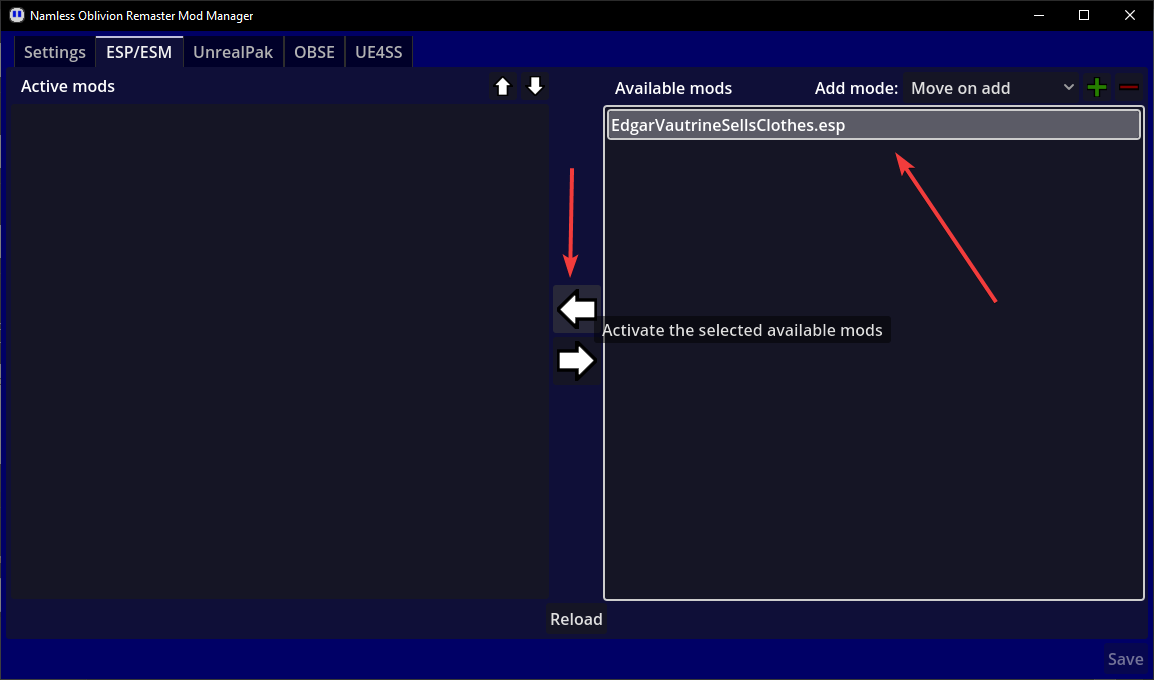 Namless Oblivion Remaster Mod Manager
Settings ESP/ESM UnrealPak OBSE UE4SS
Active mods
Available mods Add mode: Move on add
EdgarVautrineSellsClothes.esp
Activate the selected available mods
Reload
Save